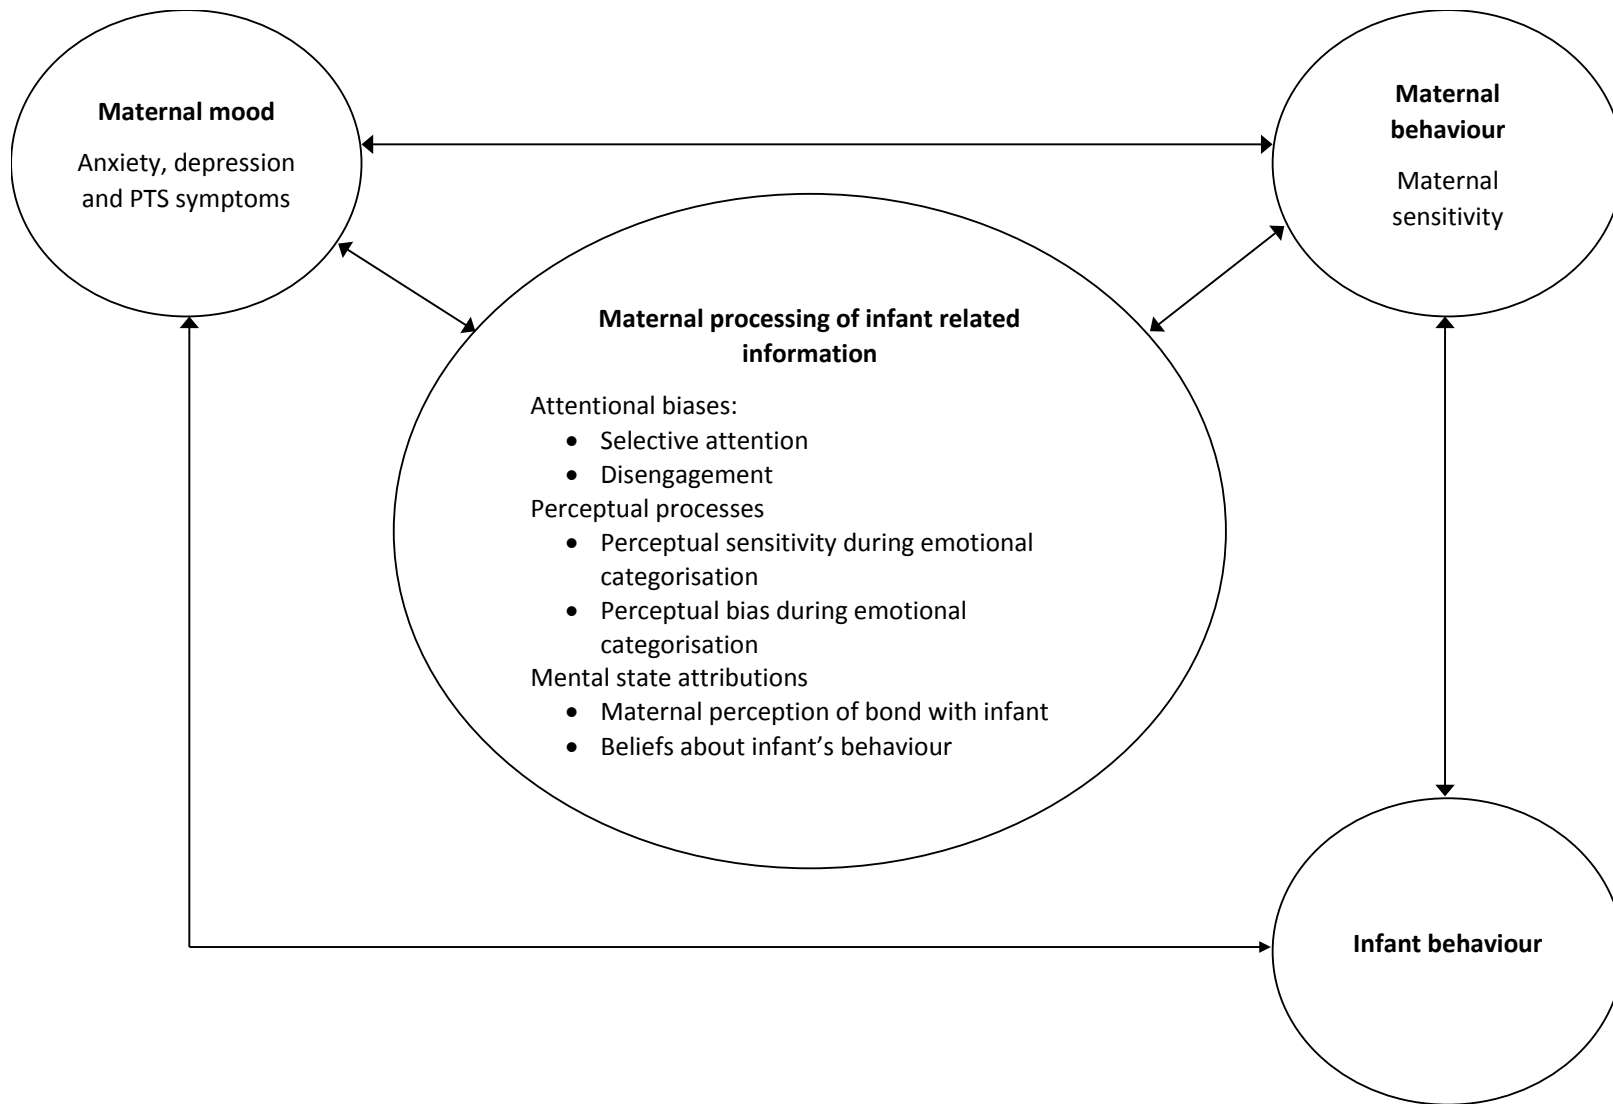 Maternal mood
Anxiety, depression
and PTS symptoms
Maternal
behaviour
Maternal
sensitivity
Maternal processing of infant related
information
Attentional biases:
• Selective attention
• Disengagement
Perceptual processes
• Perceptual sensitivity during emotional
categorisation
• Perceptual bias during emotional
categorisation
Mental state attributions
• Maternal perception of bond with infant
• Beliefs about infant’s behaviour
Infant behaviour